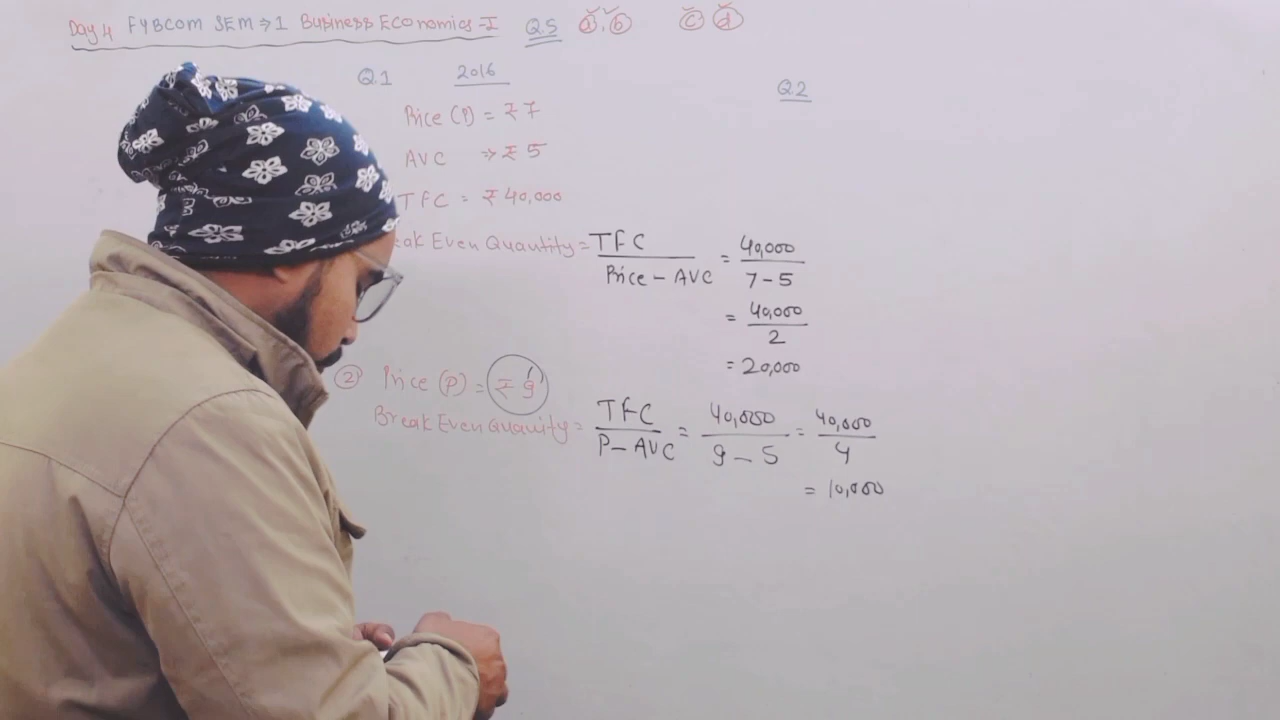 Day 4 FYBCOM SEM ⇒ 1 Business Economics - I Q.5 a, b c d
Q.1 2016
Price (P) = ₹ 7
AVC ⇒ ₹ 5
TFC = ₹ 40,000
eak Even Quantity = TFC / Price - AVC = 40,000 / 7 - 5
= 40,000 / 2
= 20,000
② Price (P) = ₹ 9
Break Even Quantity = TFC / P - AVC = 40,000 / 9 - 5 = 40,000 / 4
= 10,000
Q.2